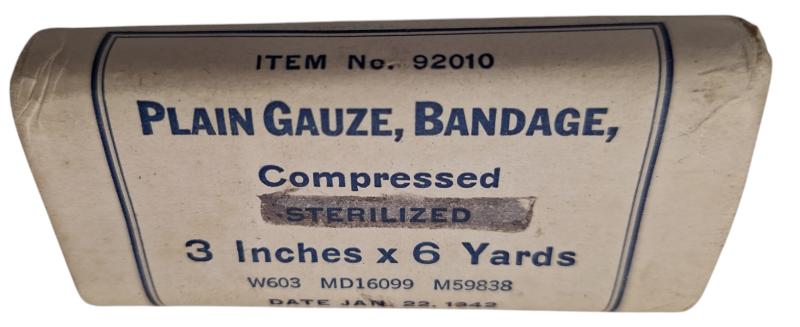 ITEM No. 92010
PLAIN GAUZE, BANDAGE,
Compressed
STERILIZED
3 Inches x 6 Yards
W603 MD16099 M59838
DATE JAN. 22, 1942